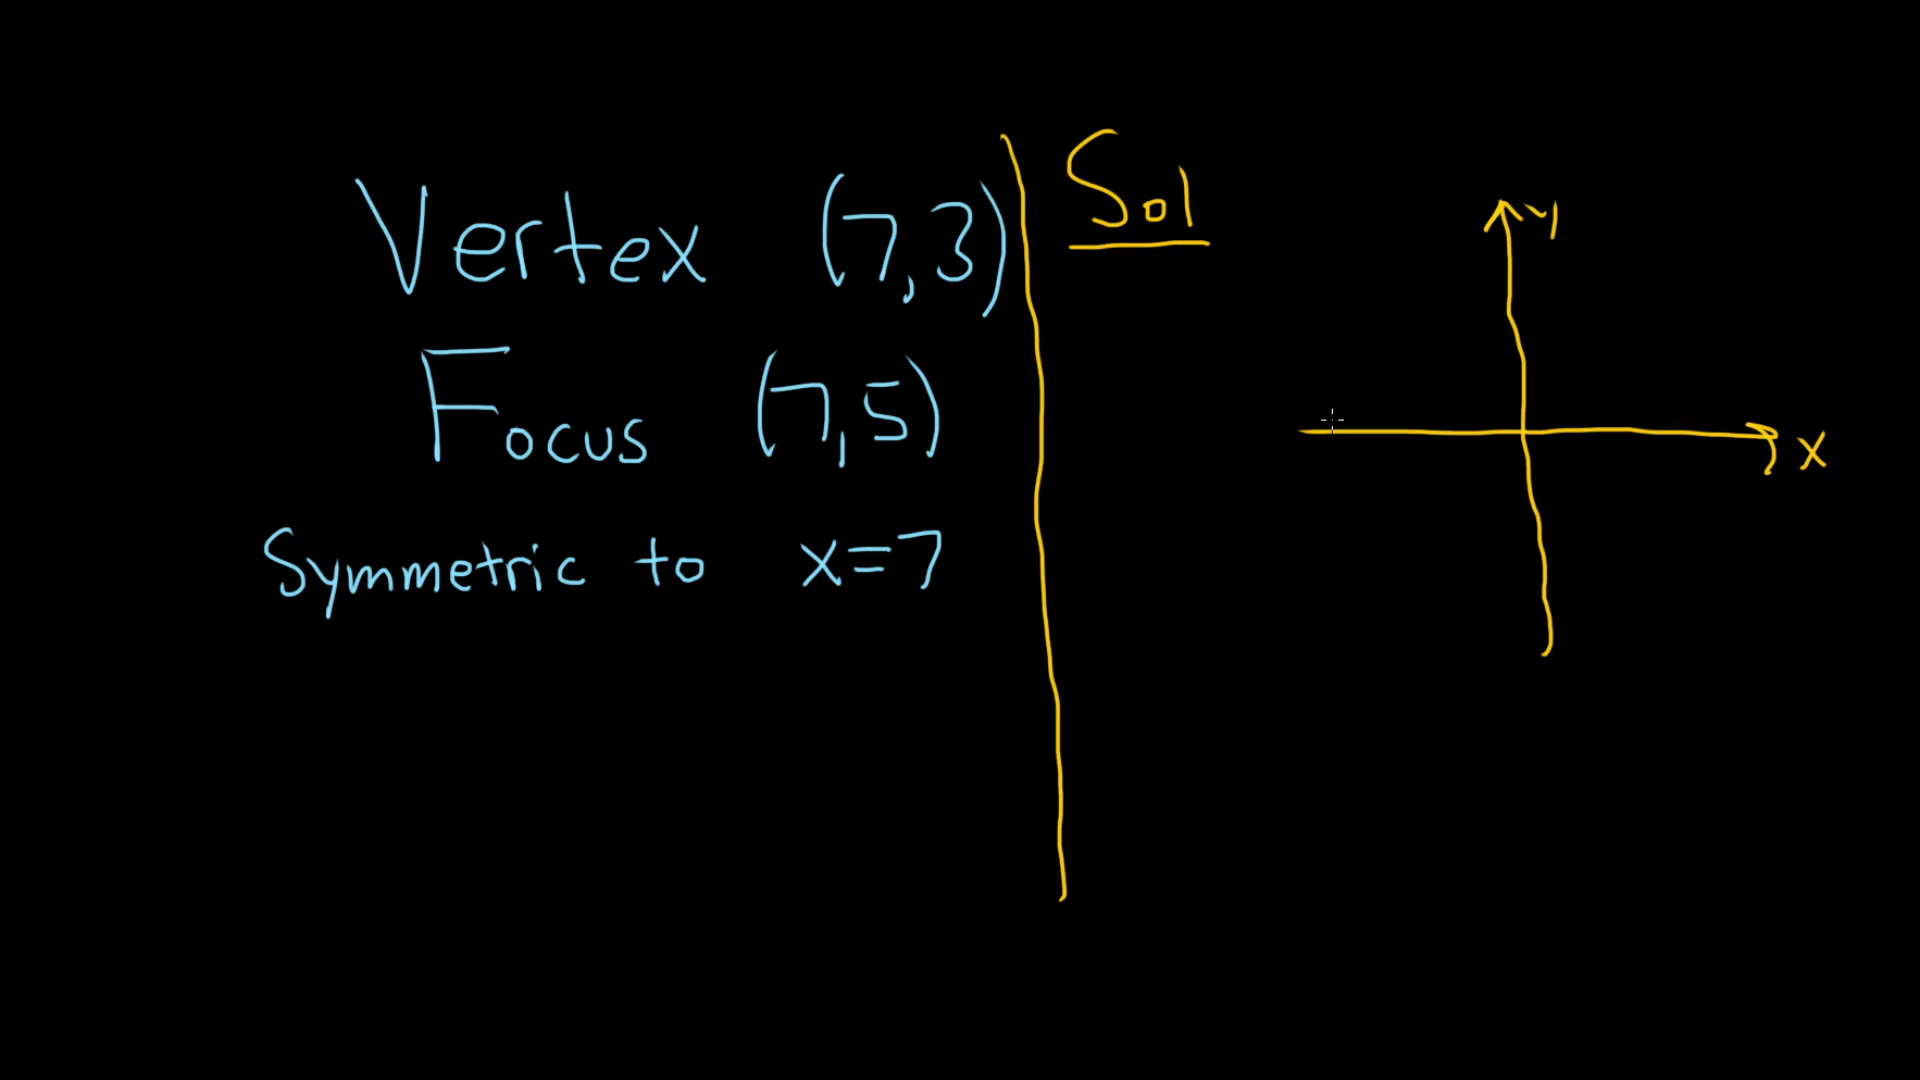 Vertex (7,3)
Focus (7,5)
Symmetric to x=7
Sol
y
x